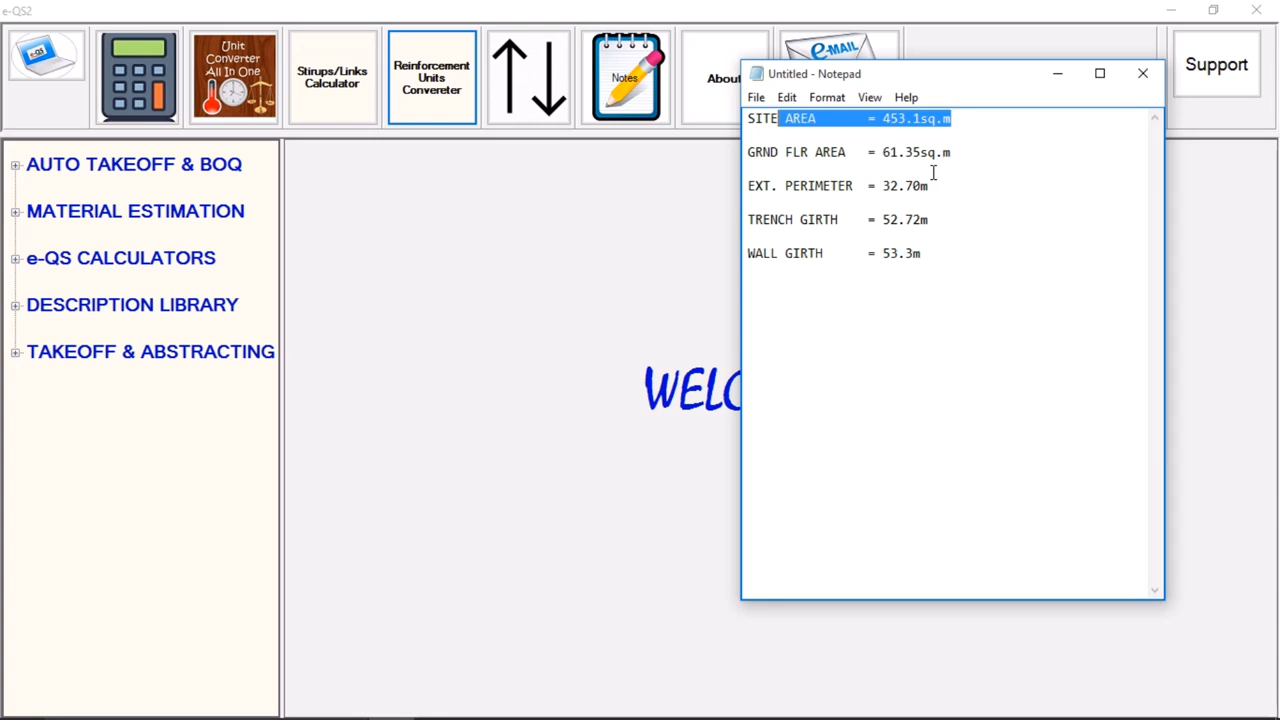 e-QS2
e-QS
Unit
Converter
All In One
Stirups/Links
Calculator
Reinforcement
Units
Convereter
Notes
About
e-MAIL
Support
Untitled - Notepad
File Edit Format View Help
SITE AREA = 453.1sq.m
GRND FLR AREA = 61.35sq.m
EXT. PERIMETER = 32.70m
TRENCH GIRTH = 52.72m
WALL GIRTH = 53.3m
AUTO TAKEOFF & BOQ
MATERIAL ESTIMATION
e-QS CALCULATORS
DESCRIPTION LIBRARY
TAKEOFF & ABSTRACTING
WELC